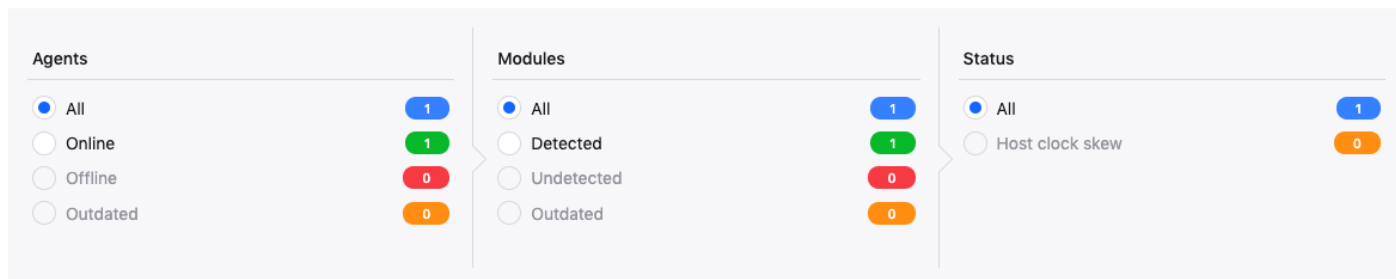 Agents
All 1
Online 1
Offline 0
Outdated 0
Modules
All 1
Detected 1
Undetected 0
Outdated 0
Status
All 1
Host clock skew 0